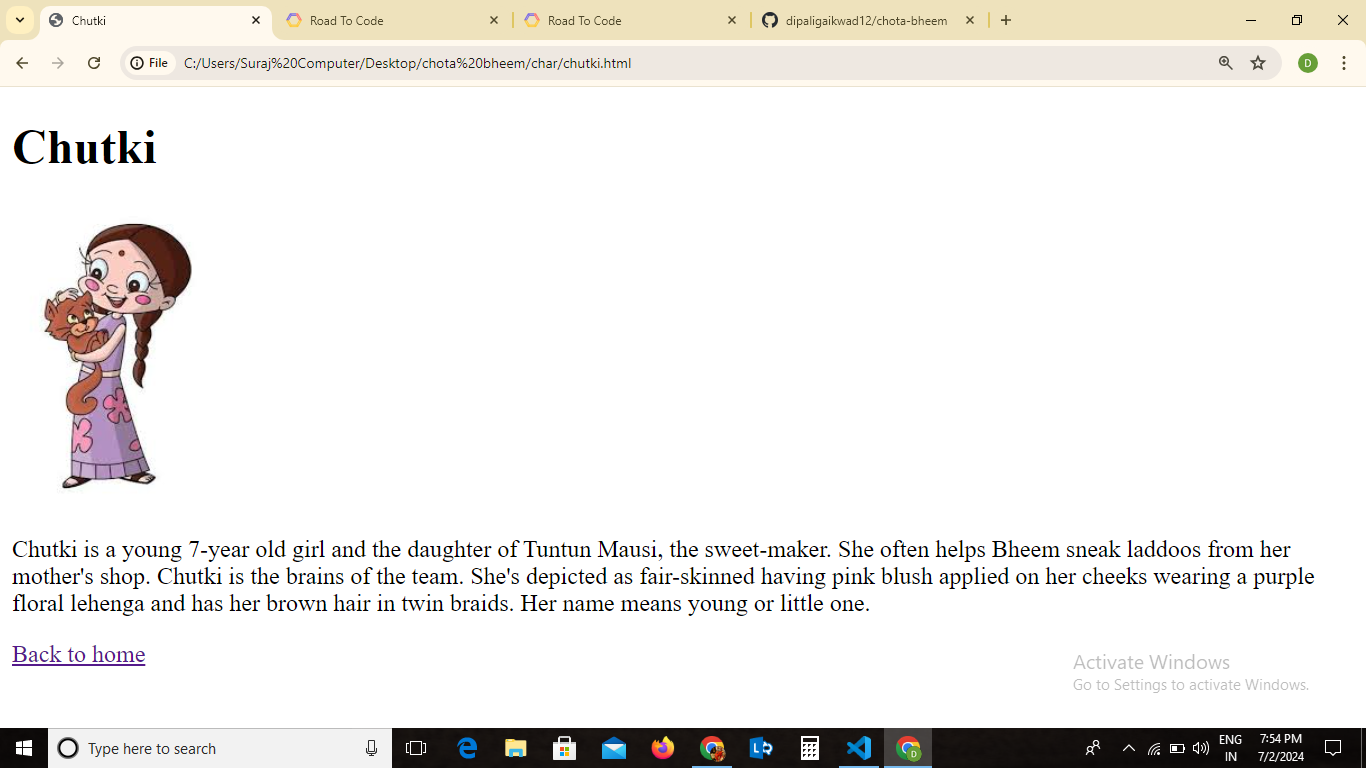 Chutki
Road To Code
Road To Code
dipaligaikwad12/chota-bheem
File
C:/Users/Suraj%20Computer/Desktop/chota%20bheem/char/chutki.html
D
Chutki
Chutki is a young 7-year old girl and the daughter of Tuntun Mausi, the sweet-maker. She often helps Bheem sneak laddoos from her
mother's shop. Chutki is the brains of the team. She's depicted as fair-skinned having pink blush applied on her cheeks wearing a purple
floral lehenga and has her brown hair in twin braids. Her name means young or little one.
Back to home
Activate Windows
Go to Settings to activate Windows.
Type here to search
D
ENG
IN
7:54 PM
7/2/2024